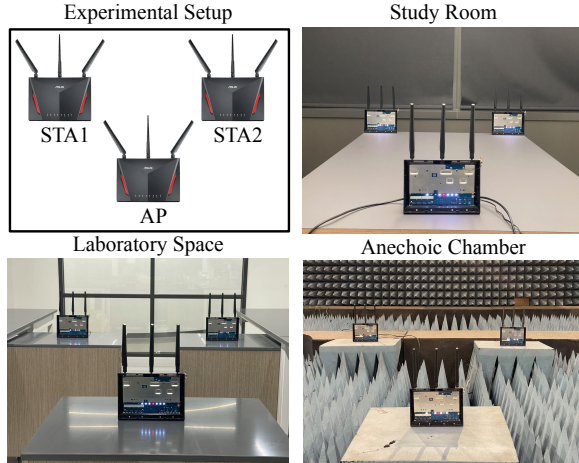 Experimental Setup
Study Room
STA1
STA2
AP
Laboratory Space
Anechoic Chamber